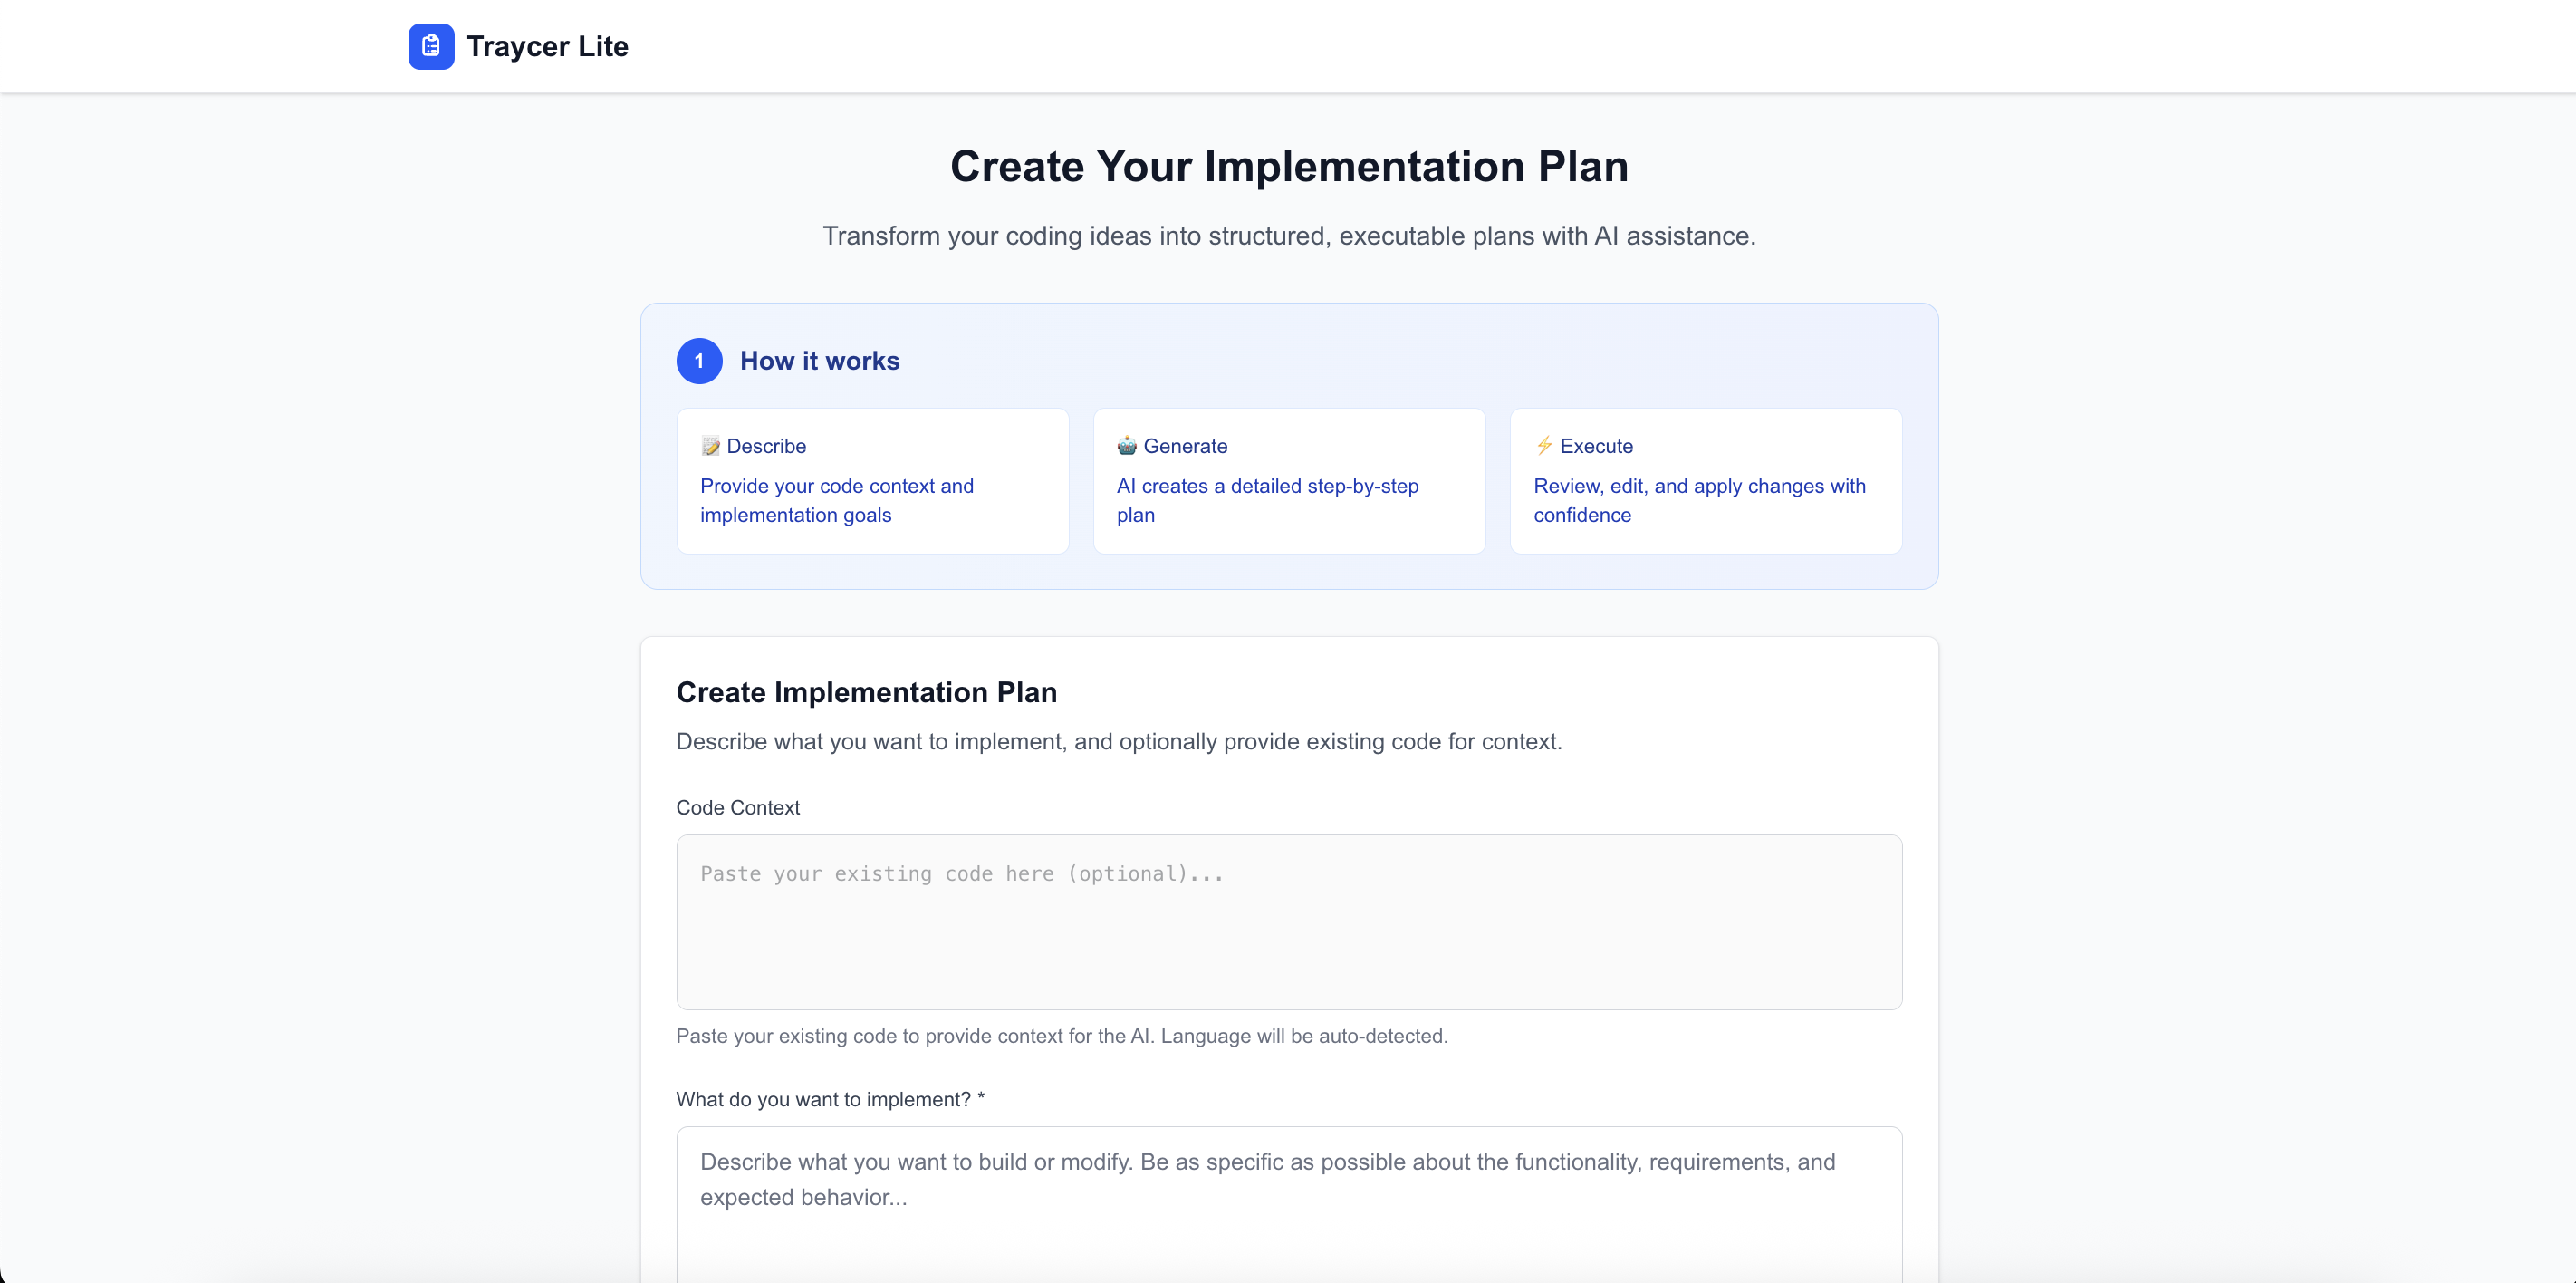 Traycer Lite
Create Your Implementation Plan
Transform your coding ideas into structured, executable plans with AI assistance.
1 How it works
📝 Describe
Provide your code context and
implementation goals
🤖 Generate
AI creates a detailed step-by-step
plan
⚡ Execute
Review, edit, and apply changes with
confidence
Create Implementation Plan
Describe what you want to implement, and optionally provide existing code for context.
Code Context
Paste your existing code here (optional)...
Paste your existing code to provide context for the AI. Language will be auto-detected.
What do you want to implement? *
Describe what you want to build or modify. Be as specific as possible about the functionality, requirements, and
expected behavior...